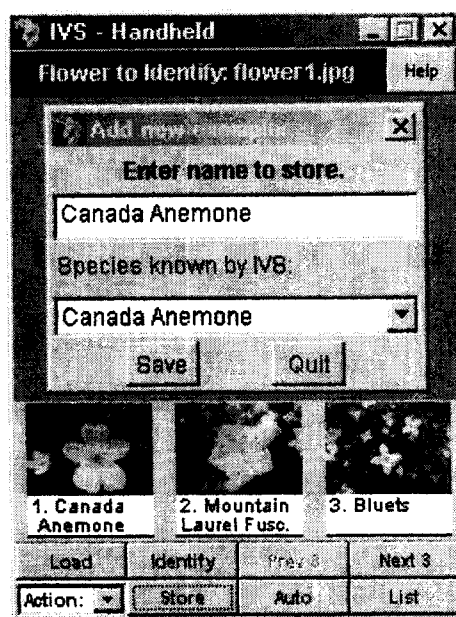 IVS - Handheld
Flower to Identify: flower1.jpg
Help
Add new example
Enter name to store.
Canada Anemone
Species known by IVS:
Canada Anemone
Save Quit
1. Canada Anemone
2. Mountain Laurel Fusc.
3. Bluets
Load Identify Prev 3 Next 3
Action: Store Auto List